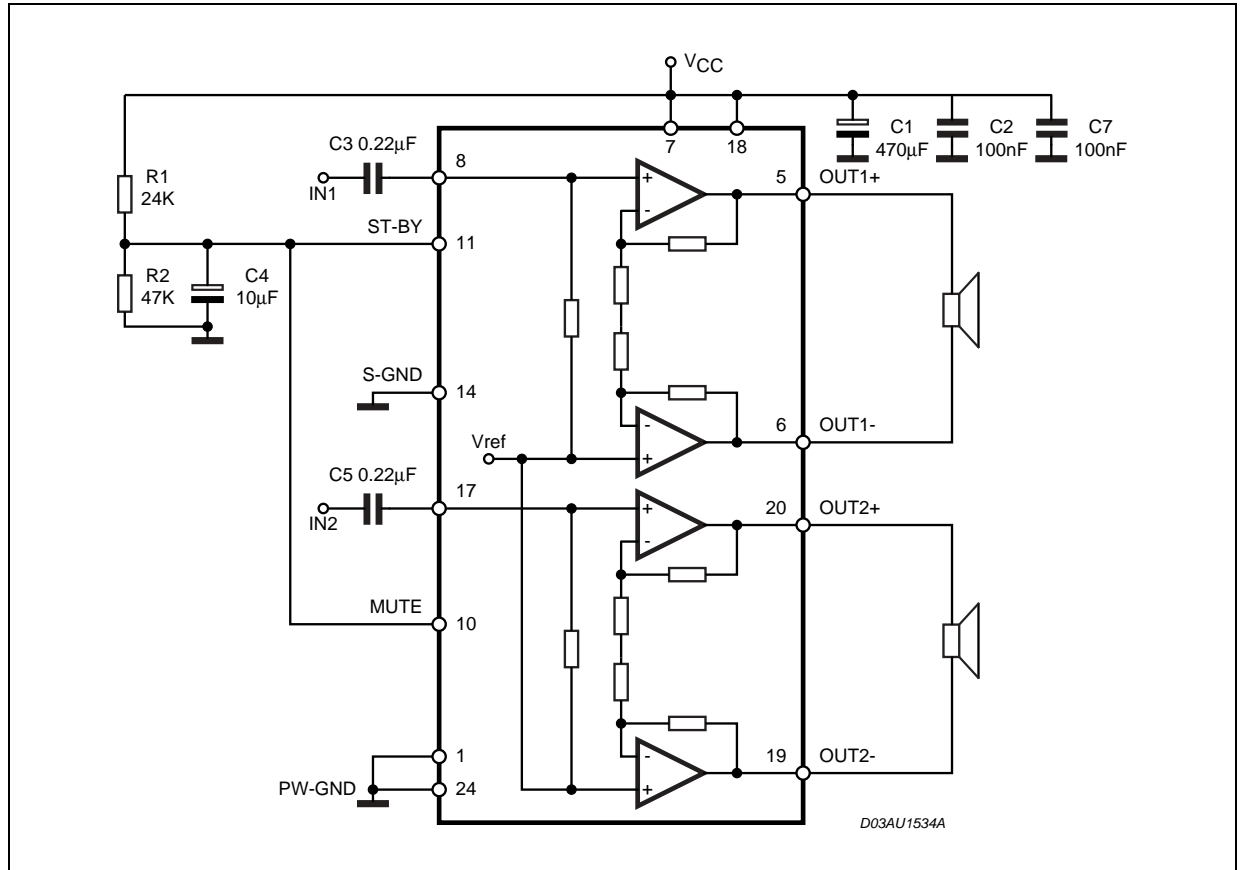 VCC
C3 0.22µF
8
7
18
C1
470µF
C2
100nF
C7
100nF
IN1
R1
24K
+
-
5
OUT1+
ST-BY
11
R2
47K
C4
10µF
S-GND
14
-
+
6
OUT1-
Vref
C5 0.22µF
17
IN2
+
-
20
OUT2+
MUTE
10
-
+
19
OUT2-
1
PW-GND
24
D03AU1534A